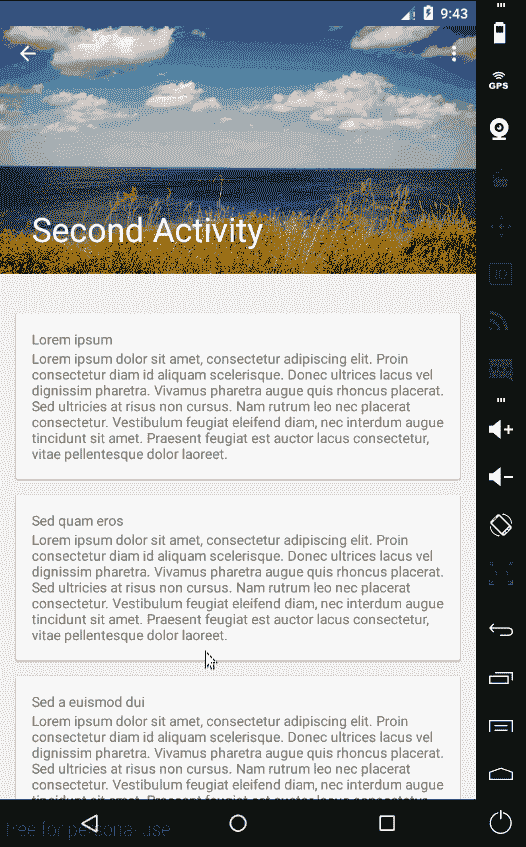 9:43
GPS
Second Activity
Lorem ipsum
Lorem ipsum dolor sit amet, consectetur adipiscing elit. Proin
consectetur diam id aliquam scelerisque. Donec ultrices lacus vel
dignissim pharetra. Vivamus pharetra augue quis rhoncus placerat.
Sed ultricies at risus non cursus. Nam rutrum leo nec placerat
consectetur. Vestibulum feugiat eleifend diam, nec interdum augue
tincidunt sit amet. Praesent feugiat est auctor lacus consectetur,
vitae pellentesque dolor laoreet.
Sed quam eros
Lorem ipsum dolor sit amet, consectetur adipiscing elit. Proin
consectetur diam id aliquam scelerisque. Donec ultrices lacus vel
dignissim pharetra. Vivamus pharetra augue quis rhoncus placerat.
Sed ultricies at risus non cursus. Nam rutrum leo nec placerat
consectetur. Vestibulum feugiat eleifend diam, nec interdum augue
tincidunt sit amet. Praesent feugiat est auctor lacus consectetur,
vitae pellentesque dolor laoreet.
Sed a euismod dui
Lorem ipsum dolor sit amet, consectetur adipiscing elit. Proin
consectetur diam id aliquam scelerisque. Donec ultrices lacus vel
dignissim pharetra. Vivamus pharetra augue quis rhoncus placerat.
Sed ultricies at risus non cursus. Nam rutrum leo nec placerat
consectetur. Vestibulum feugiat eleifend diam, nec interdum augue
free for personal use